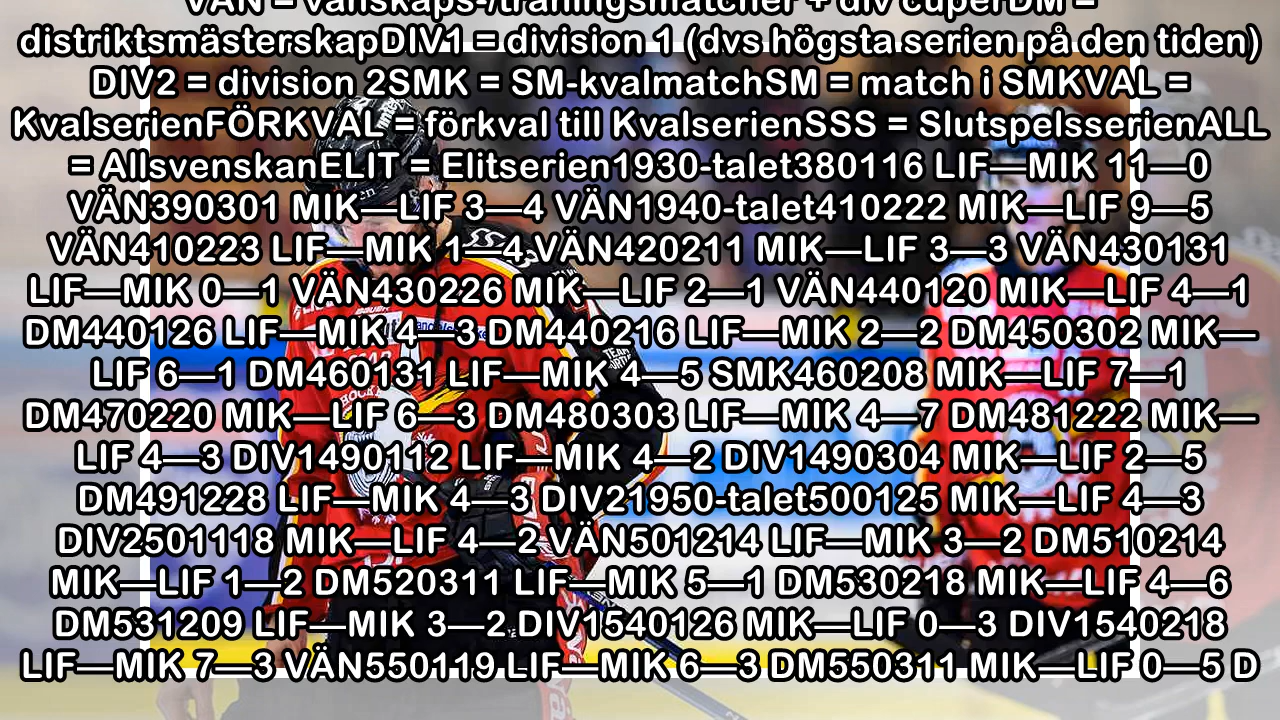 VÄN = vänskaps-/träningsmatcher + div cuperDM =
distriktsmästerskapDIV1 = division 1 (dvs högsta serien på den tiden)
DIV2 = division 2SMK = SM-kvalmatchSM = match i SMKVAL =
KvalserienFÖRKVAL = förkval till KvalserienSSS = SlutspelsserienALL
= AllsvenskanELIT = Elitserien1930-talet380116 LIF—MIK 11—0
VÄN390301 MIK—LIF 3—4 VÄN1940-talet410222 MIK—LIF 9—5
VÄN410223 LIF—MIK 1—4 VÄN420211 MIK—LIF 3—3 VÄN430131
LIF—MIK 0—1 VÄN430226 MIK—LIF 2—1 VÄN440120 MIK—LIF 4—1
DM440126 LIF—MIK 4—3 DM440216 LIF—MIK 2—2 DM450302 MIK—
LIF 6—1 DM460131 LIF—MIK 4—5 SMK460208 MIK—LIF 7—1
DM470220 MIK—LIF 6—3 DM480303 LIF—MIK 4—7 DM481222 MIK—
LIF 4—3 DIV1490112 LIF—MIK 4—2 DIV1490304 MIK—LIF 2—5
DM491228 LIF—MIK 4—3 DIV21950-talet500125 MIK—LIF 4—3
DIV2501118 MIK—LIF 4—2 VÄN501214 LIF—MIK 3—2 DM510214
MIK—LIF 1—2 DM520311 LIF—MIK 5—1 DM530218 MIK—LIF 4—6
DM531209 LIF—MIK 3—2 DIV1540126 MIK—LIF 0—3 DIV1540218
LIF—MIK 7—3 VÄN550119 LIF—MIK 6—3 DM550311 MIK—LIF 0—5 D